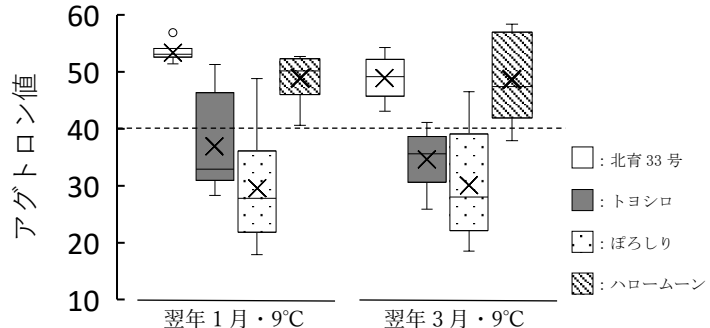 アグトロン値
60
50
40
30
20
10
翌年1月・9℃
翌年3月・9℃
：北育33号
：トヨシロ
：ぽろしり
：ハロームーン